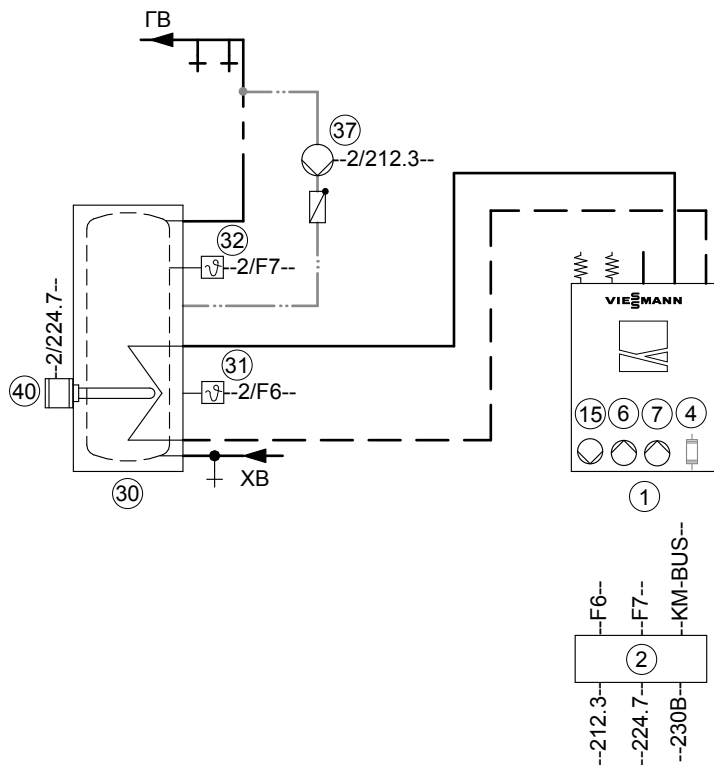 ГВ
37
--2/212.3--
32
--2/F7--
--2/224.7--
VIESMANN
31
40
--2/F6--
15 6 7 4
ХВ
30
1
--F6--
--F7--
--KM-BUS--
2
--212.3--
--224.7--
--230В--